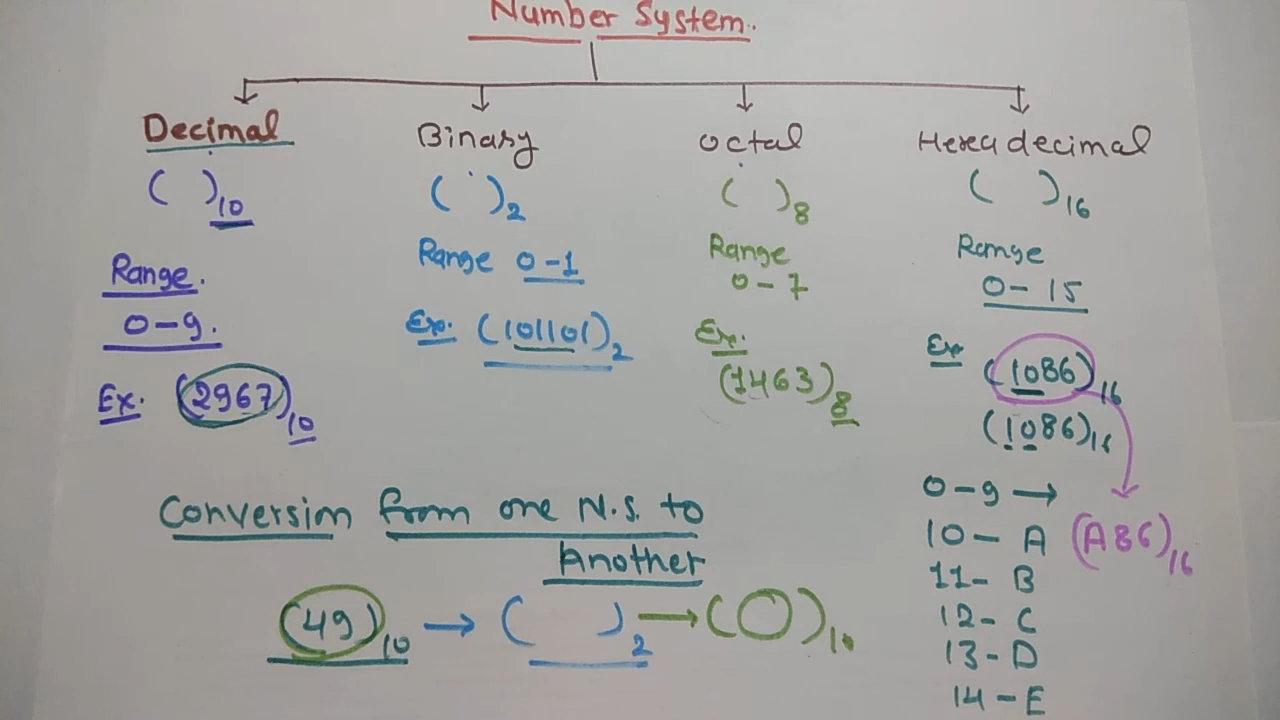 Number System.
Decimal Binary Octal Hexadecimal
( )10 ( )2 ( )8 ( )16
Range. 0-9. Ex. (2967)10
Range 0-1
Ex. (101101)2
Range
0-7
Ex.
(1463)8
Range
0-15
Ex (1086)16
(1086)16
0-9 →
10- A (A86)16
11- B
12- C
13- D
14-E
Conversion from one N.S. to
Another
(49)10 → ( )2 → (O)10